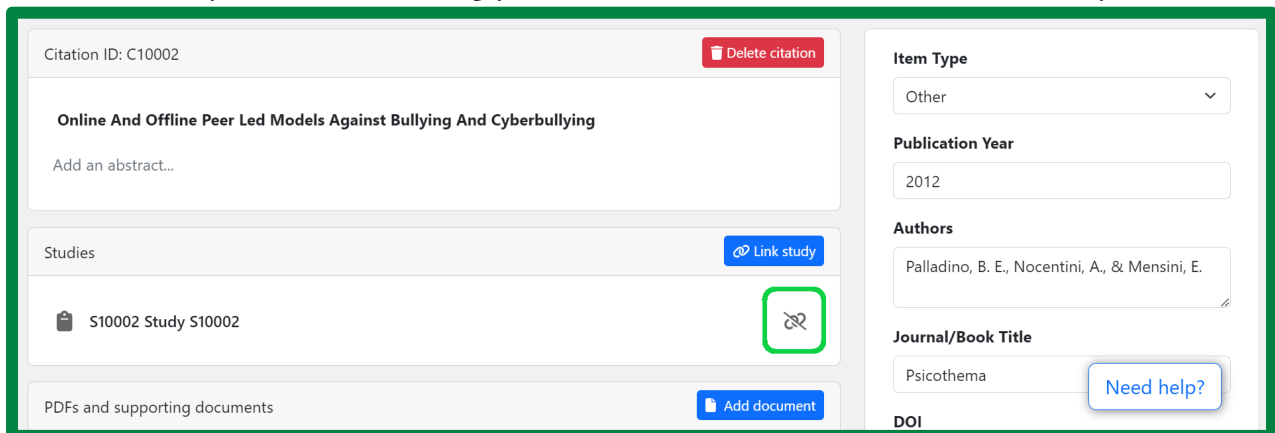 Citation ID: C10002
Delete citation
Online And Offline Peer Led Models Against Bullying And Cyberbullying
Add an abstract...
Studies
Link study
S10002 Study S10002
PDFs and supporting documents
Add document
Item Type
Other
Publication Year
2012
Authors
Palladino, B. E., Nocentini, A., & Mensini, E.
Journal/Book Title
Psicothema
Need help?
DOI